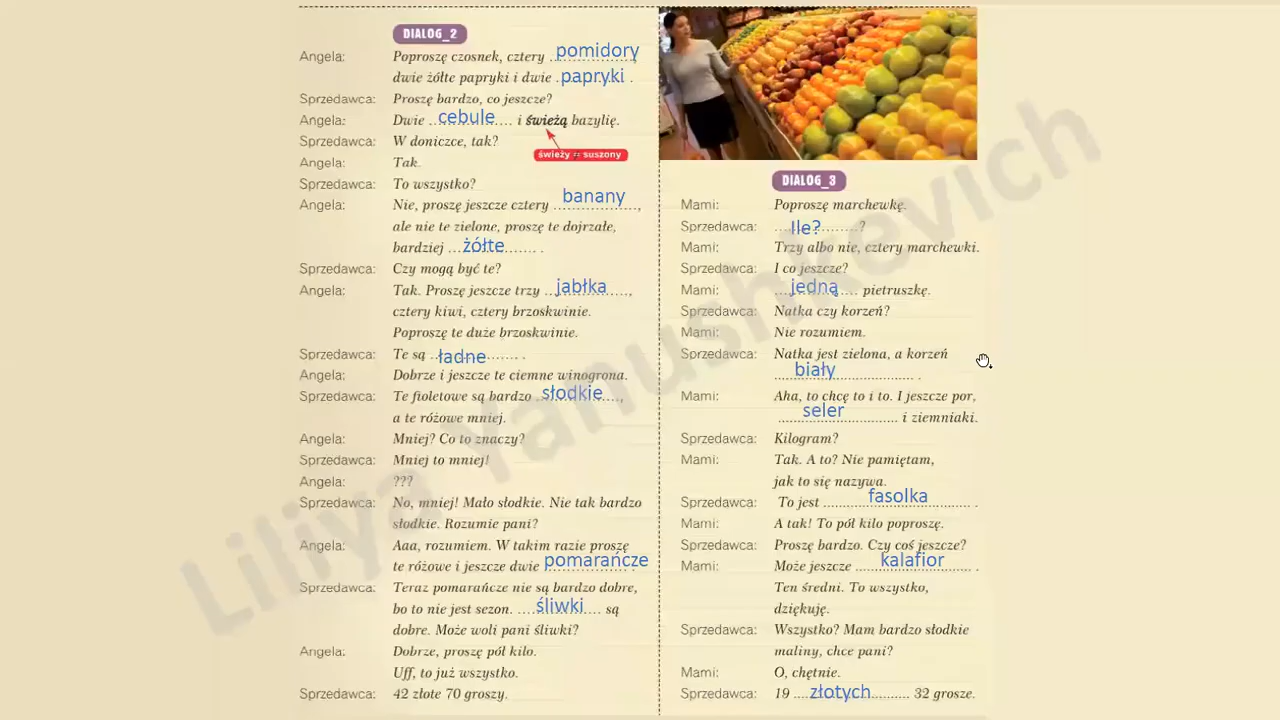 DIALOG_2
Angela: Poproszę czosnek, cztery pomidory,
dwie żółte papryki i dwie papryki.
Sprzedawca: Proszę bardzo, co jeszcze?
Angela: Dwie cebule i świeżą bazylię.
Sprzedawca: W doniczce, tak?
świeży ≠ suszony
Angela: Tak.
Sprzedawca: To wszystko?
Angela: Nie, proszę jeszcze cztery banany,
ale nie te zielone, proszę te dojrzałe,
bardziej żółte.
Sprzedawca: Czy mogą być te?
Angela: Tak. Proszę jeszcze trzy jabłka,
cztery kiwi, cztery brzoskwinie.
Poproszę te duże brzoskwinie.
Sprzedawca: Te są ładne.
Angela: Dobrze i jeszcze te ciemne winogrona.
Sprzedawca: Te fioletowe są bardzo słodkie,
a te różowe mniej.
Angela: Mniej? Co to znaczy?
Sprzedawca: Mniej to mniej!
Angela: ???
Sprzedawca: No, mniej! Mało słodkie. Nie tak bardzo
słodkie. Rozumie pani?
Angela: Aaa, rozumiem. W takim razie proszę
te różowe i jeszcze dwie pomarańcze.
Sprzedawca: Teraz pomarańcze nie są bardzo dobre,
bo to nie jest sezon. śliwki są
dobre. Może woli pani śliwki?
Angela: Dobrze, proszę pół kilo.
Uff, to już wszystko.
Sprzedawca: 42 złote 70 groszy.
DIALOG_3
Mami: Poproszę marchewkę.
Sprzedawca: Ile? ?
Mami: Trzy albo nie, cztery marchewki.
Sprzedawca: I co jeszcze?
Mami: jedną pietruszkę.
Sprzedawca: Natka czy korzeń?
Mami: Nie rozumiem.
Sprzedawca: Natka jest zielona, a korzeń
biały.
Mami: Aha, to chcę to i to. I jeszcze por,
seler i ziemniaki.
Sprzedawca: Kilogram?
Mami: Tak. A to? Nie pamiętam,
jak to się nazywa.
Sprzedawca: To jest fasolka.
Mami: A tak! To pół kilo poproszę.
Sprzedawca: Proszę bardzo. Czy coś jeszcze?
Mami: Może jeszcze kalafior.
Ten średni. To wszystko,
dziękuję.
Sprzedawca: Wszystko? Mam bardzo słodkie
maliny, chce pani?
Mami: O, chętnie.
Sprzedawca: 19 złotych 32 grosze.
Liliya Yanushkevich